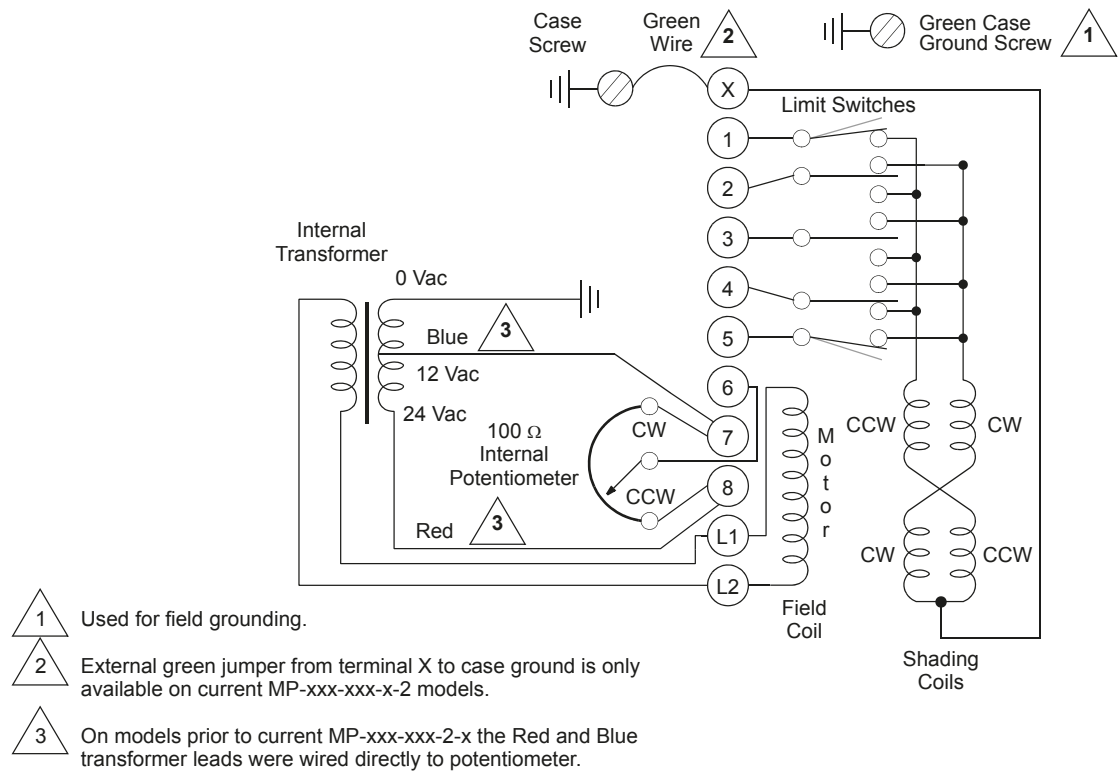 Case
Screw
Green
Wire
2
Green Case
Ground Screw
1
X
Limit Switches
1
2
3
4
5
6
7
8
L1
L2
Internal
Transformer
0 Vac
Blue
3
12 Vac
24 Vac
100 Ω
Internal
Potentiometer
CW
CCW
Red
3
Motor
Field
Coil
CCW
CW
CW
CCW
Shading
Coils
1
Used for field grounding.
2
External green jumper from terminal X to case ground is only
available on current MP-xxx-xxx-x-2 models.
3
On models prior to current MP-xxx-xxx-2-x the Red and Blue
transformer leads were wired directly to potentiometer.